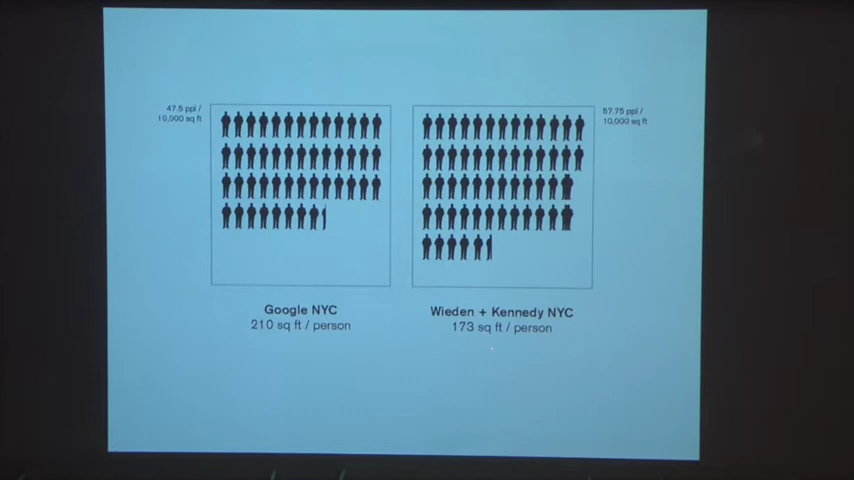 47.5 ppl /
10,000 sq ft
57.75 ppl /
10,000 sq ft
Google NYC
210 sq ft / person
Wieden + Kennedy NYC
173 sq ft / person